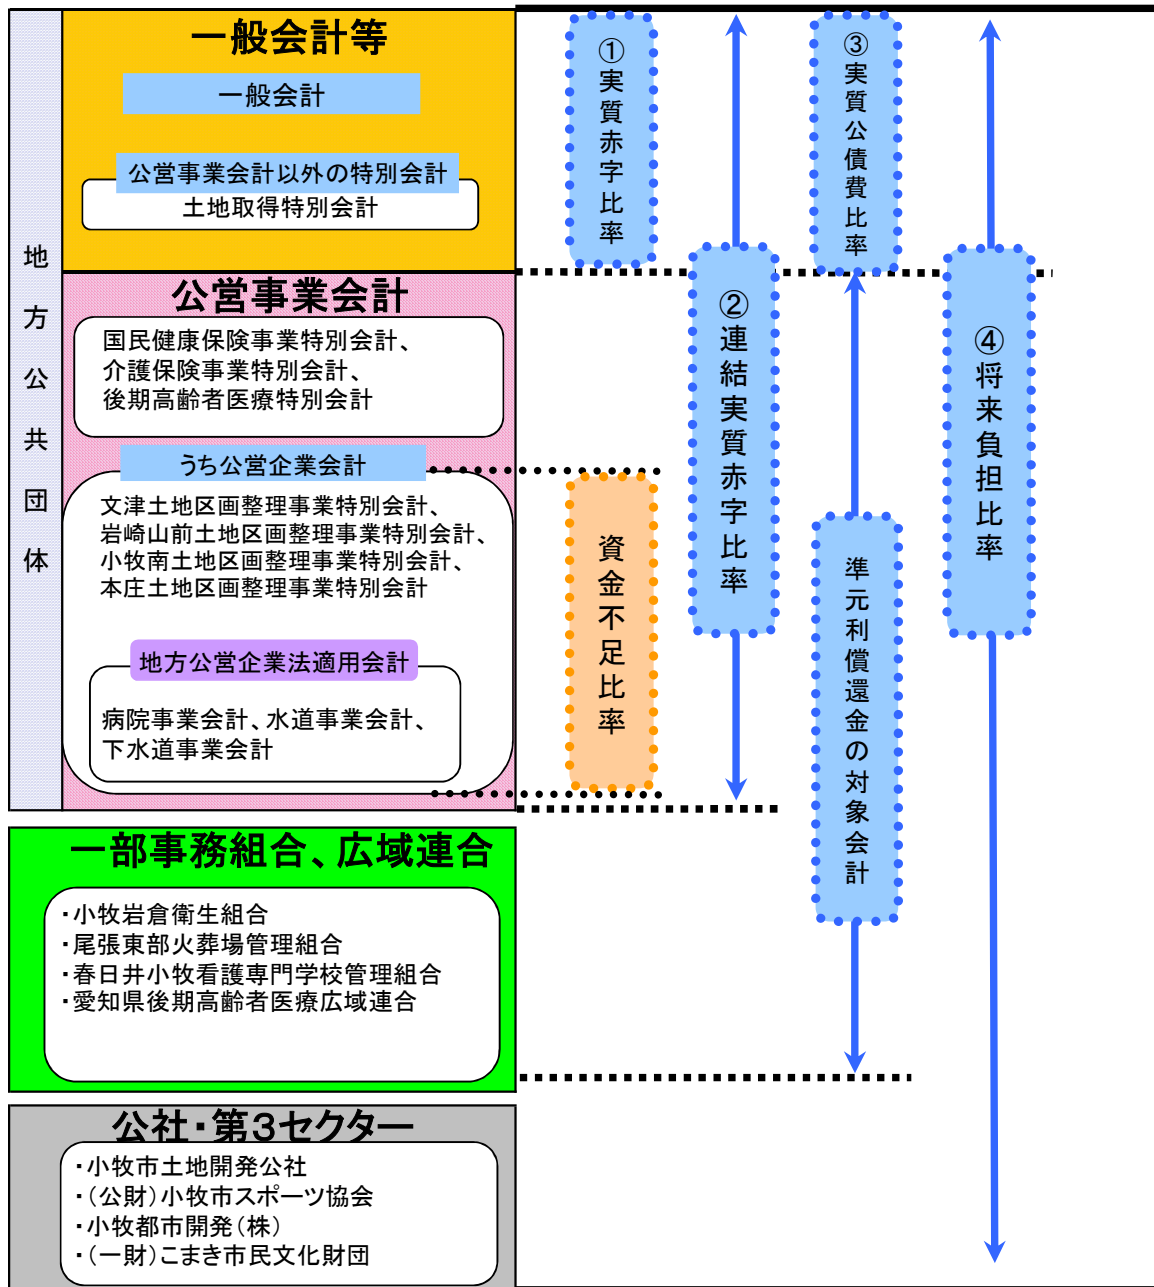 地方公共団体
一般会計等
一般会計
公営事業会計以外の特別会計
土地取得特別会計
公営事業会計
国民健康保険事業特別会計、
介護保険事業特別会計、
後期高齢者医療特別会計
うち公営企業会計
文津土地区画整理事業特別会計、
岩崎山前土地区画整理事業特別会計、
小牧南土地区画整理事業特別会計、
本庄土地区画整理事業特別会計
地方公営企業法適用会計
病院事業会計、水道事業会計、
下水道事業会計
一部事務組合、広域連合
・小牧岩倉衛生組合
・尾張東部火葬場管理組合
・春日井小牧看護専門学校管理組合
・愛知県後期高齢者医療広域連合
公社・第3セクター
・小牧市土地開発公社
・(公財)小牧市スポーツ協会
・小牧都市開発(株)
・(一財)こまき市民文化財団
①実質赤字比率
資金不足比率
②連結実質赤字比率
③実質公債費比率
準元利償還金の対象会計
④将来負担比率